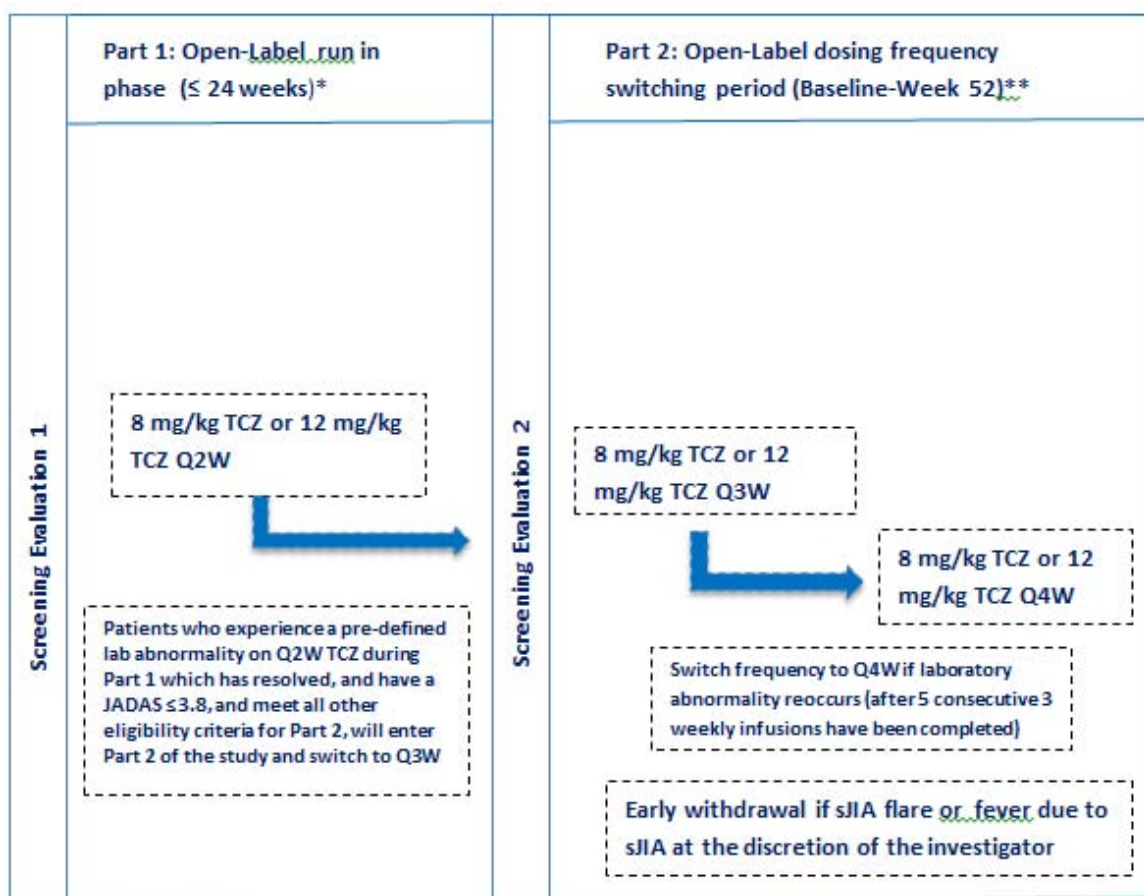 Screening Evaluation 1
Part 1: Open-Label run in
phase (≤ 24 weeks)*
8 mg/kg TCZ or 12 mg/kg
TCZ Q2W
Patients who experience a pre-defined
lab abnormality on Q2W TCZ during
Part 1 which has resolved, and have a
JADAS ≤3.8, and meet all other
eligibility criteria for Part 2, will enter
Part 2 of the study and switch to Q3W
Screening Evaluation 2
Part 2: Open-Label dosing frequency
switching period (Baseline-Week 52)**
8 mg/kg TCZ or 12
mg/kg TCZ Q3W
8 mg/kg TCZ or 12
mg/kg TCZ Q4W
Switch frequency to Q4W if laboratory
abnormality reoccurs (after 5 consecutive 3
weekly infusions have been completed)
Early withdrawal if sJIA flare or fever due to
sJIA at the discretion of the investigator